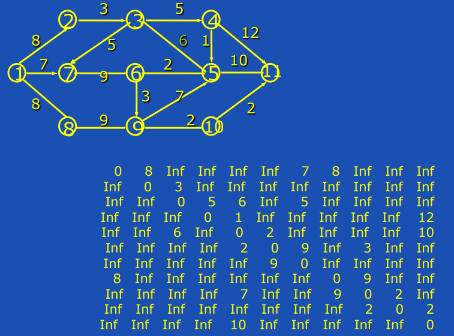 3 5
2 3 4
8 5 6 1 12
7 10
1 7 9 6 2 5 11
8 3 7 2
8 9 9 2 10
0 8 Inf Inf Inf Inf 7 8 Inf Inf Inf
Inf 0 3 Inf Inf Inf Inf Inf Inf Inf Inf
Inf Inf 0 5 6 Inf 5 Inf Inf Inf Inf
Inf Inf Inf 0 1 Inf Inf Inf Inf Inf 12
Inf Inf 6 Inf 0 2 Inf Inf Inf Inf 10
Inf Inf Inf Inf 2 0 9 Inf 3 Inf Inf
Inf Inf Inf Inf Inf 9 0 Inf Inf Inf Inf
8 Inf Inf Inf Inf Inf Inf 0 9 Inf Inf
Inf Inf Inf Inf 7 Inf Inf 9 0 2 Inf
Inf Inf Inf Inf Inf Inf Inf Inf 2 0 2
Inf Inf Inf Inf 10 Inf Inf Inf Inf Inf 0